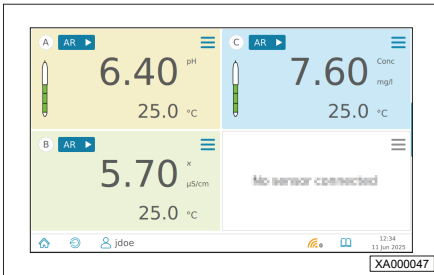 A AR
6.40 pH
25.0 °C
C AR
7.60 Conc
mg/l
25.0 °C
B AR
5.70 x
µS/cm
25.0 °C
No sensor connected
jdoe
0
12:34
11 Jun 2025
XA000047